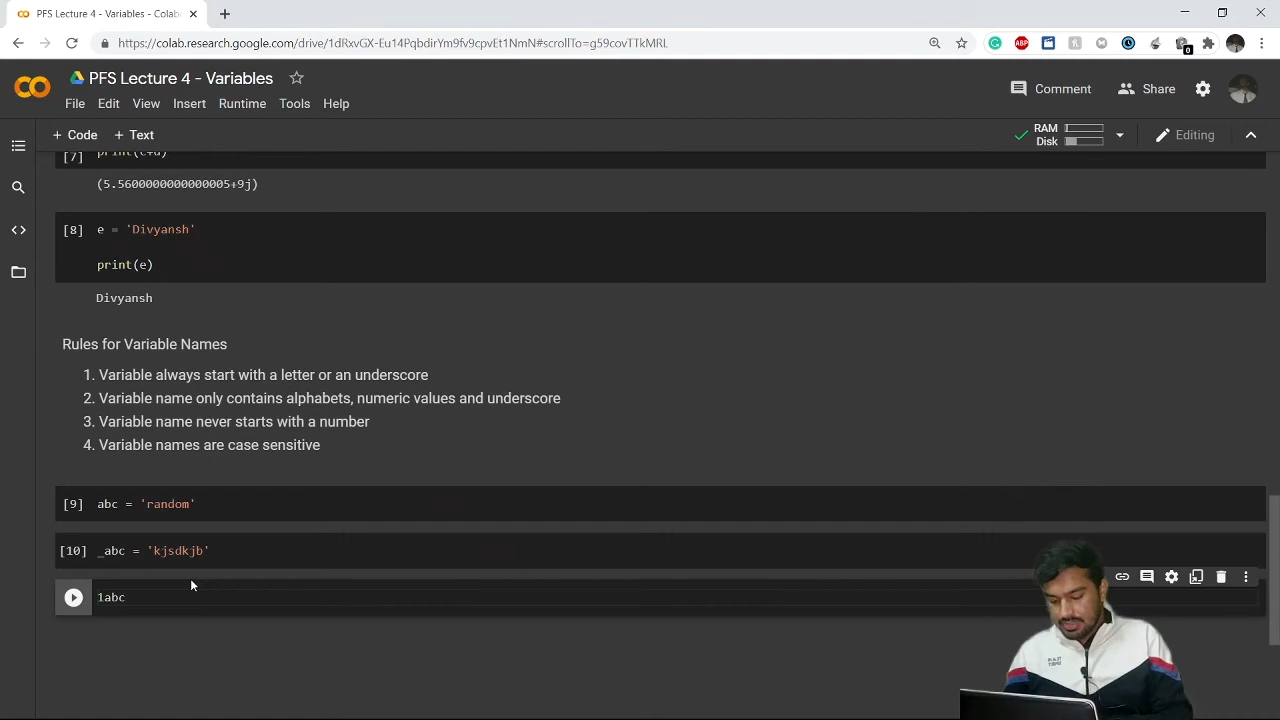 PFS Lecture 4 - Variables - Colab
https://colab.research.google.com/drive/
PFS Lecture 4 - Variables
Comment
Share
File Edit View Insert Runtime Tools Help
+ Code + Text
RAM
Disk
Editing
[7] print(c+d)
(5.5600000000000005+9j)
[8] e = 'Divyansh'
print(e)
Divyansh
Rules for Variable Names
1. Variable always start with a letter or an underscore
2. Variable name only contains alphabets, numeric values and underscore
3. Variable name never starts with a number
4. Variable names are case sensitive
[9] abc = 'random'
[10] _abc = 'kjsdkjb'
1abc